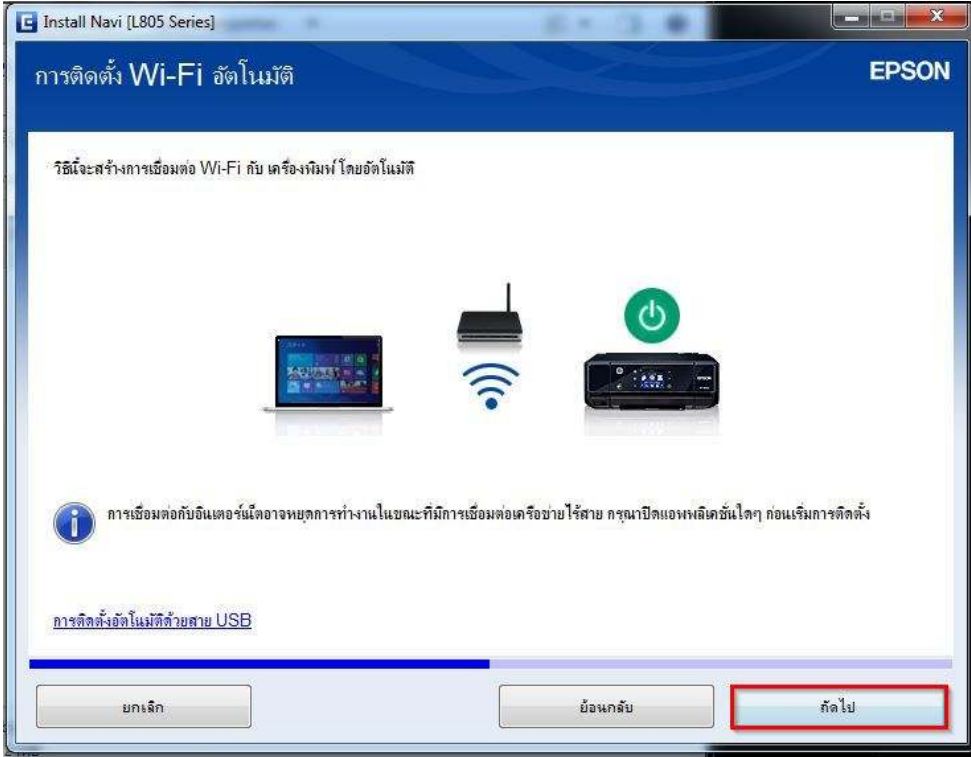 Install Navi [L805 Series]
การติดตั้ง Wi-Fi อัตโนมัติ
EPSON
วิธีนี้จะสร้างการเชื่อมต่อ Wi-Fi กับ เครื่องพิมพ์ โดยอัตโนมัติ
การเชื่อมต่อกับอินเตอร์เน็ตอาจหยุดการทำงานในขณะที่มีการเชื่อมต่อเครือข่ายไร้สาย กรุณาปิดแอพพลิเคชั่นใดๆ ก่อนเริ่มการติดตั้ง
การติดตั้งอัตโนมัติด้วยสาย USB
ยกเลิก
ย้อนกลับ
ถัดไป